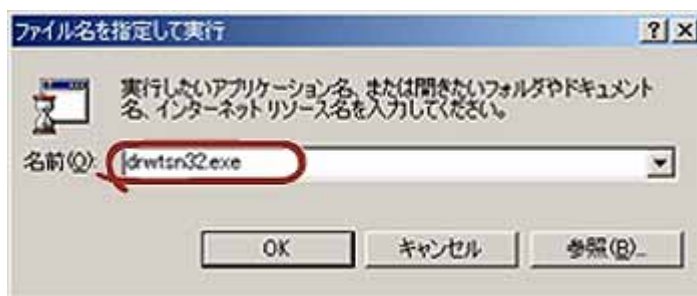 ファイル名を指定して実行
実行したいアプリケーション名、または開きたいフォルダやドキュメント
名、インターネット リソース名を入力してください。
名前(O): drwtsn32.exe
OK キャンセル 参照(B)...